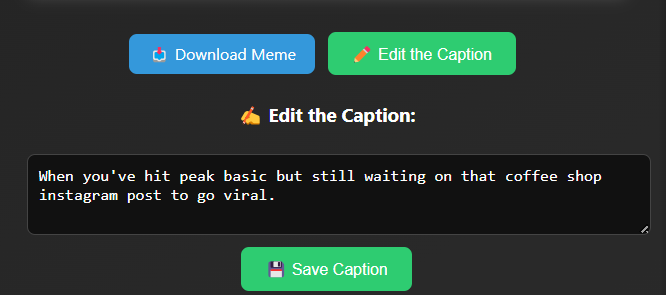 📩 Download Meme
✏️ Edit the Caption
✍️ Edit the Caption:
When you've hit peak basic but still waiting on that coffee shop
instagram post to go viral.
💾 Save Caption